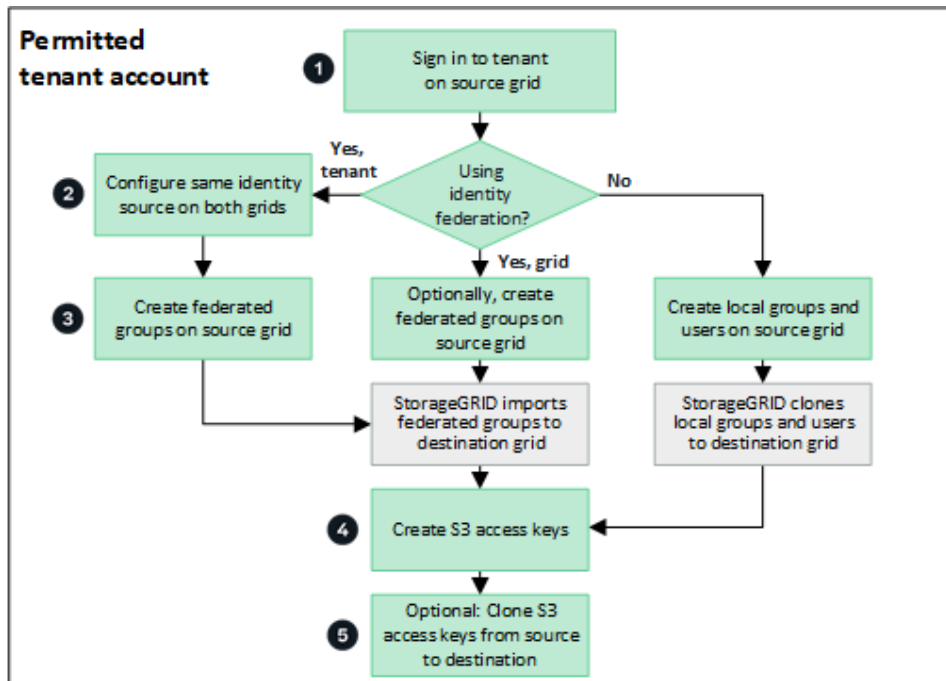 Permitted
tenant account
1
Sign in to tenant
on source grid
Yes,
tenant
Using
identity
federation?
No
2
Configure same identity
source on both grids
Yes, grid
3
Create federated
groups on source grid
Optionally, create
federated groups on
source grid
Create local groups and
users on source grid
StorageGRID imports
federated groups to
destination grid
StorageGRID clones
local groups and users
to destination grid
4
Create S3 access keys
5
Optional: Clone S3
access keys from source
to destination